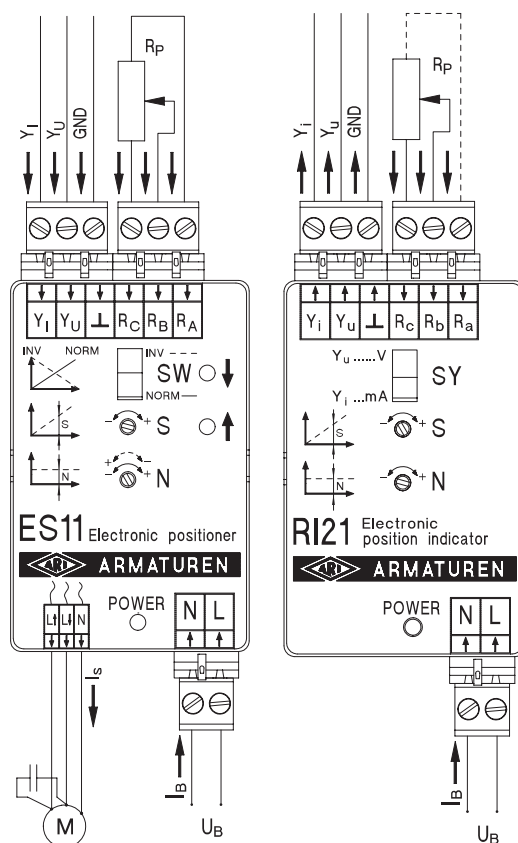 Y_I
Y_U
GND
R_P
Y_I Y_U ⊥ R_C R_B R_A
INV
NORM
INV
SW
NORM
S
S
N
N
- +
+ -
- +
ES11 Electronic positioner
ARI ARMATUREN
POWER
L L N
N L
I_S
M
I_B
U_B
Y_i
Y_u
GND
R_P
Y_i Y_u ⊥ R_c R_b R_a
Y_u ......V
SY
Y_i ...mA
S
- +
S
N
- +
N
RI21 Electronic
position indicator
ARI ARMATUREN
POWER
N L
I_B
U_B